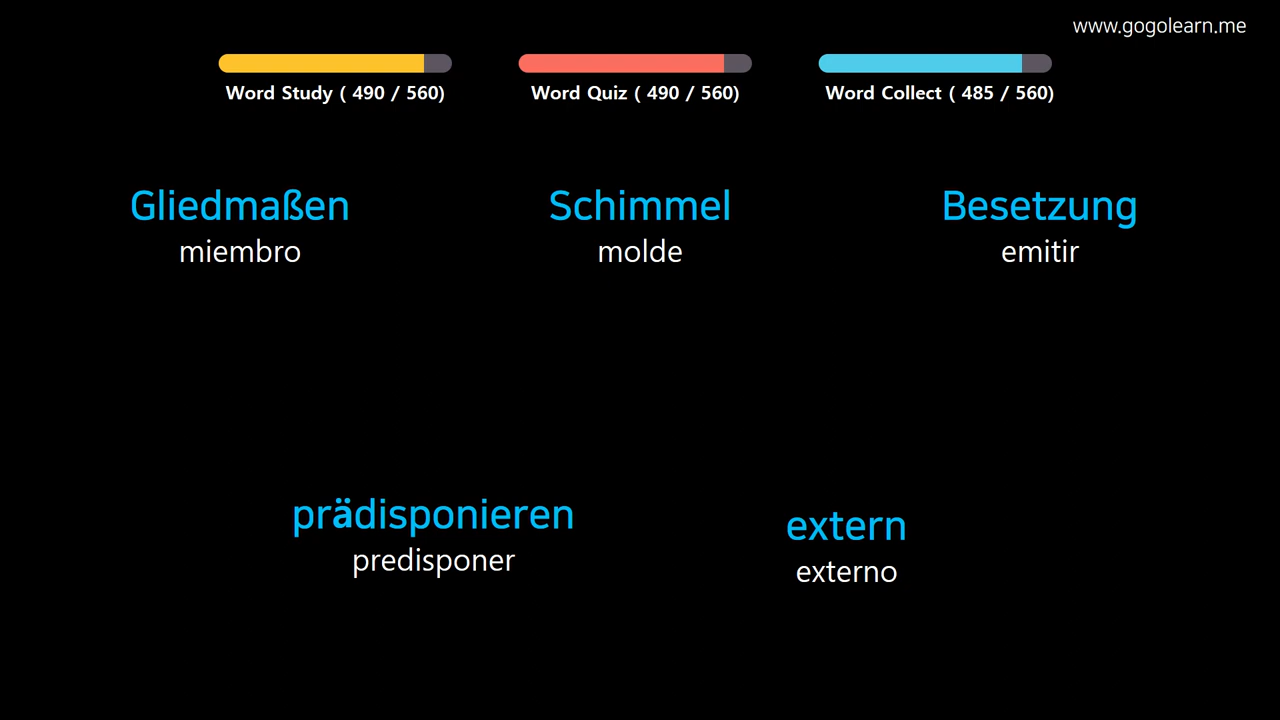 www.gogolearn.me
Word Study ( 490 / 560)
Word Quiz ( 490 / 560)
Word Collect ( 485 / 560)
Gliedmaßen
miembro
Schimmel
molde
Besetzung
emitir
prädisponieren
predisponer
extern
externo